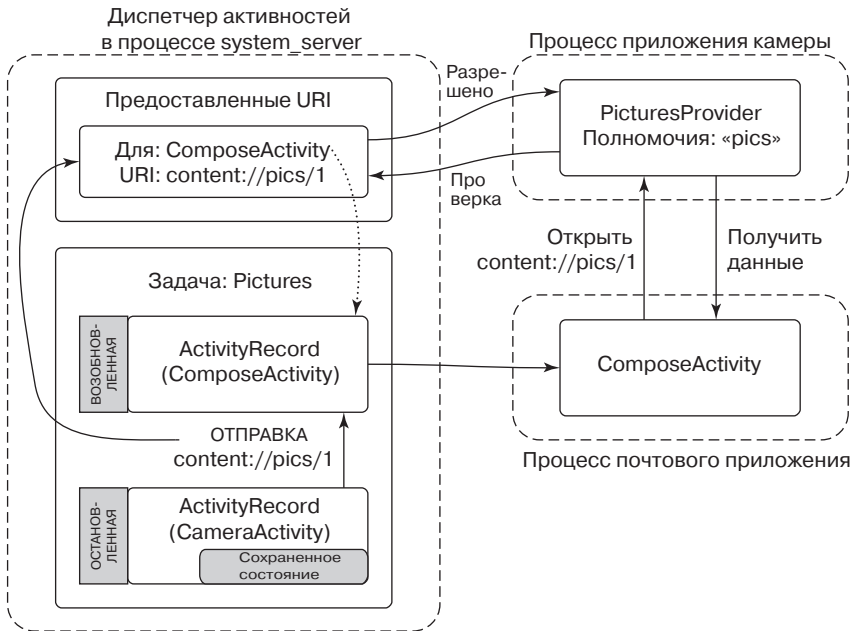 Диспетчер активностей
в процессе system_server
Предоставленные URI
Для: ComposeActivity
URI: content://pics/1
Разре-
шено
Про
верка
Процесс приложения камеры
PicturesProvider
Полномочия: «pics»
Открыть
content://pics/1
Получить
данные
Задача: Pictures
ВОЗОБНОВ-
ЛЕННАЯ
ActivityRecord
(ComposeActivity)
ComposeActivity
Процесс почтового приложения
ОТПРАВКА
content://pics/1
ОСТАНОВ-
ЛЕННАЯ
ActivityRecord
(CameraActivity)
Сохраненное
состояние